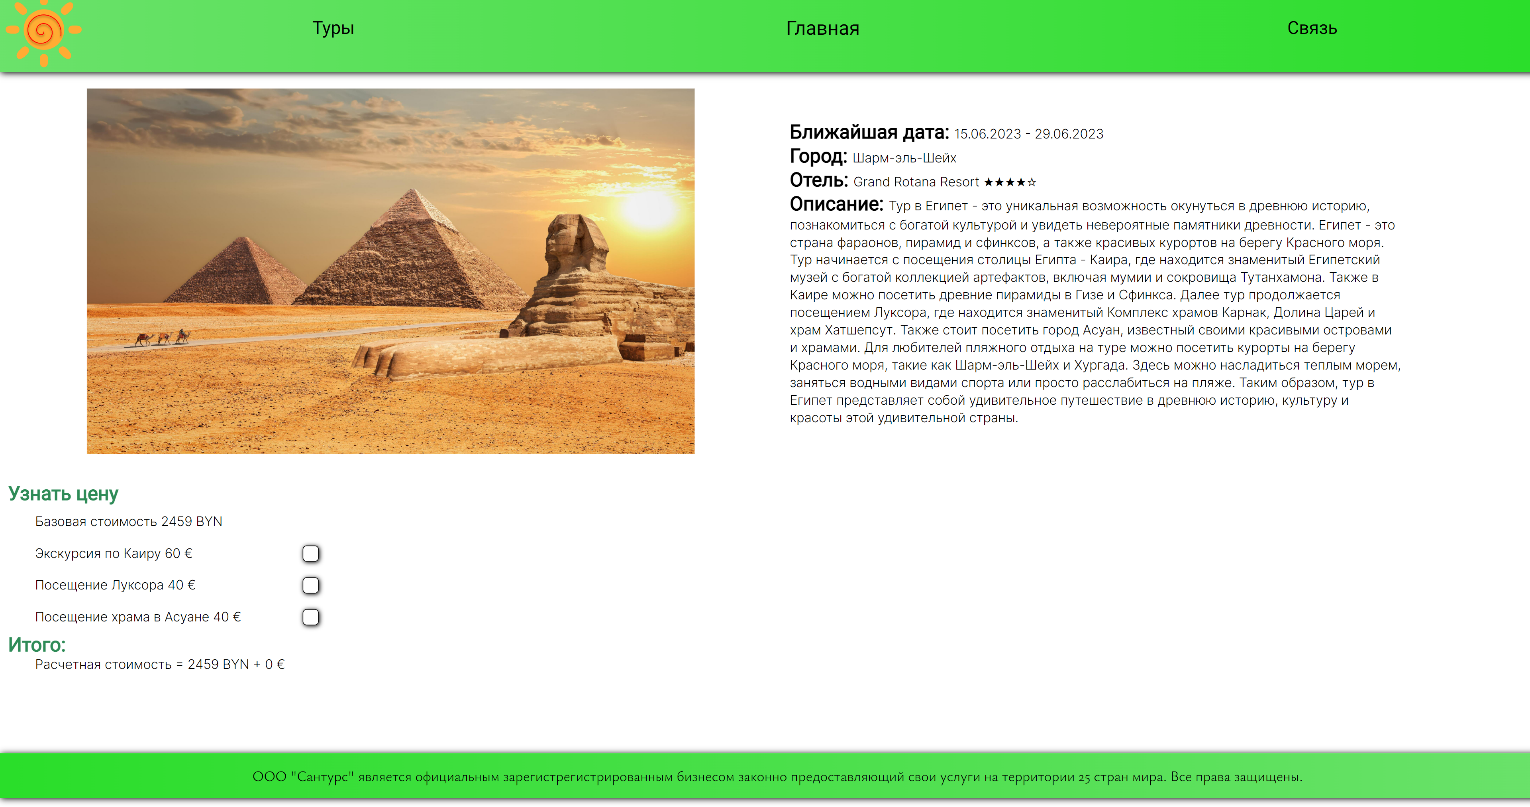 Туры
Главная
Связь
Ближайшая дата: 15.06.2023 - 29.06.2023
Город: Шарм-эль-Шейх
Отель: Grand Rotana Resort ★★★★☆
Описание: Тур в Египет - это уникальная возможность окунуться в древнюю историю,
познакомиться с богатой культурой и увидеть невероятные памятники древности. Египет - это
страна фараонов, пирамид и сфинксов, а также красивых курортов на берегу Красного моря.
Тур начинается с посещения столицы Египта - Каира, где находится знаменитый Египетский
музей с богатой коллекцией артефактов, включая мумии и сокровища Тутанхамона. Также в
Каире можно посетить древние пирамиды в Гизе и Сфинкса. Далее тур продолжается
посещением Луксора, где находится знаменитый Комплекс храмов Карнак, Долина Царей и
храм Хатшепсут. Также стоит посетить город Асуан, известный своими красивыми островами
и храмами. Для любителей пляжного отдыха на туре можно посетить курорты на берегу
Красного моря, такие как Шарм-эль-Шейх и Хургада. Здесь можно насладиться теплым морем,
заняться водными видами спорта или просто расслабиться на пляже. Таким образом, тур в
Египет представляет собой удивительное путешествие в древнюю историю, культуру и
красоты этой удивительной страны.
Узнать цену
Базовая стоимость 2459 BYN
Экскурсия по Каиру 60 €
Посещение Луксора 40 €
Посещение храма в Асуане 40 €
Итого:
Расчетная стоимость = 2459 BYN + 0 €
ООО "Сантурс" является официальным зарегистрегистрированным бизнесом законно предоставляющий свои услуги на территории 25 стран мира. Все права защищены.